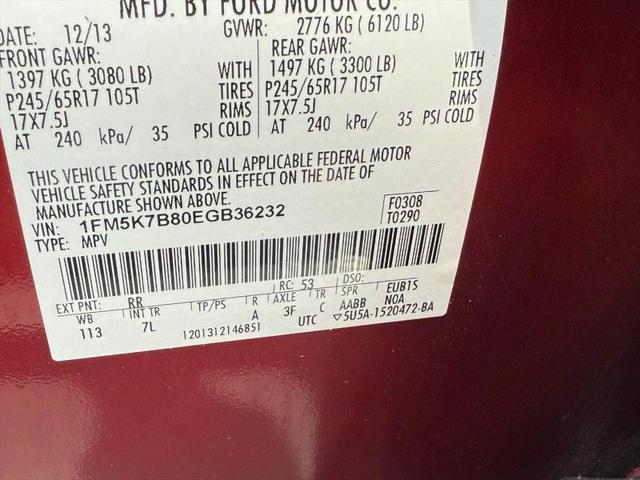 MFD. BY FORD MOTOR CO.
DATE: 12/13 GVWR: 2776 KG ( 6120 LB)
FRONT GAWR: REAR GAWR:
1397 KG ( 3080 LB) WITH 1497 KG ( 3300 LB) WITH
P245/65R17 105T TIRES P245/65R17 105T TIRES
17X7.5J RIMS 17X7.5J RIMS
AT 240 kPa/ 35 PSI COLD AT 240 kPa/ 35 PSI COLD
THIS VEHICLE CONFORMS TO ALL APPLICABLE FEDERAL MOTOR
VEHICLE SAFETY STANDARDS IN EFFECT ON THE DATE OF
MANUFACTURE SHOWN ABOVE.
VIN: 1FM5K7B80EGB36232 F0308
TYPE: MPV T0290
EXT PNT: RR RC: 53 DSO:
WB INT TR TP/PS R AXLE TR SPR EUB1S
113 7L A 3F C AABB N0A
1201312146851 UTC ▽5U5A-1520472-BA